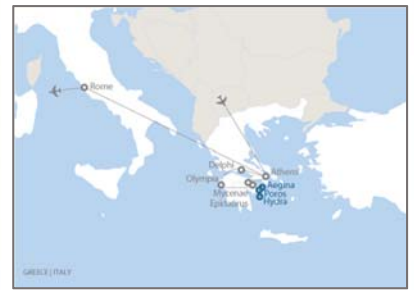 Rome
Delphi
Athens
Olympia
Aegina
Mycenae
Poros
Epidaurus
Hydra
GREECE | ITALY